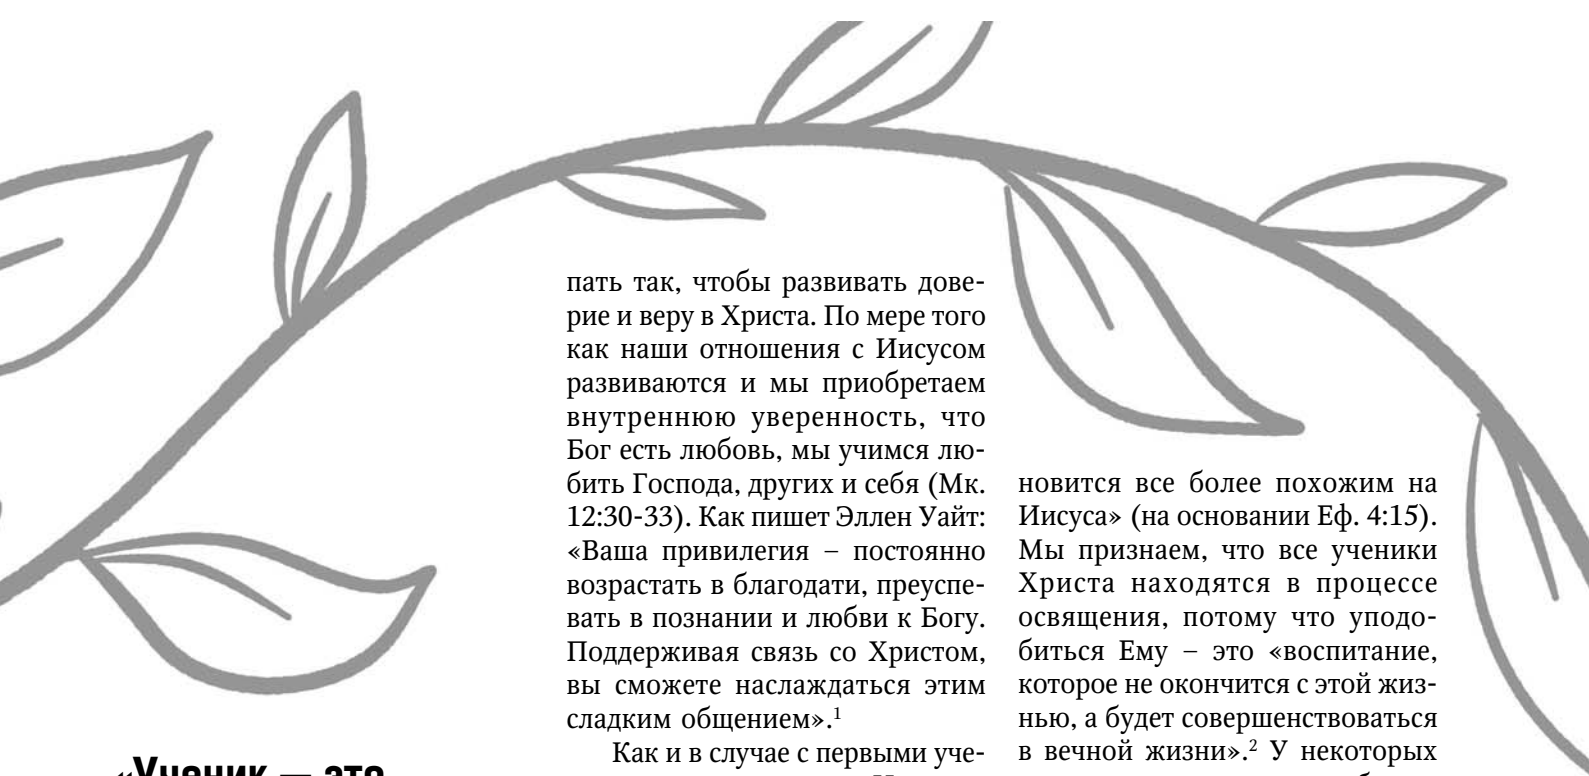 пать так, чтобы развивать дове-
рие и веру в Христа. По мере того
как наши отношения с Иисусом
развиваются и мы приобретаем
внутреннюю уверенность, что
Бог есть любовь, мы учимся лю-
бить Господа, других и себя (Мк.
12:30-33). Как пишет Эллен Уайт:
«Ваша привилегия – постоянно
возрастать в благодати, преуспе-
вать в познании и любви к Богу.
Поддерживая связь со Христом,
вы сможете наслаждаться этим
сладким общением».¹
Как и в случае с первыми уче-
новится все более похожим на
Иисуса» (на основании Еф. 4:15).
Мы признаем, что все ученики
Христа находятся в процессе
освящения, потому что уподо-
биться Ему – это «воспитание,
которое не окончится с этой жиз-
нью, а будет совершенствоваться
в вечной жизни».² У некоторых
«Ученик — это